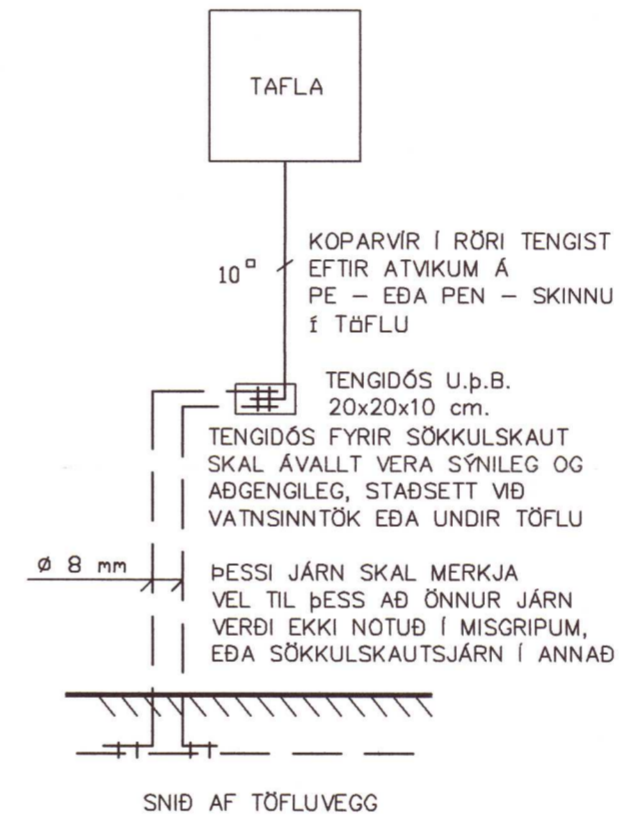 TAFLA
KOPARVÍR Í RÖRI TENGIST
10▫ EFTIR ATVIKUM Á
PE – EÐA PEN – SKINNU
í TÖFLU
TENGIDÓS U.Þ.B.
20x20x10 cm.
TENGIDÓS FYRIR SÖKKULSKAUT
SKAL ÁVALLT VERA SÝNILEG OG
AÐGENGILEG, STAÐSETT VIÐ
VATNSINNTÖK EÐA UNDIR TÖFLU
ø 8 mm
ÞESSI JÁRN SKAL MERKJA
VEL TIL ÞESS AÐ ÖNNUR JÁRN
VERÐI EKKI NOTUÐ Í MISGRIPUM,
EÐA SÖKKULSKAUTSJÁRN Í ANNAÐ
SNIÐ AF TÖFLUVEGG